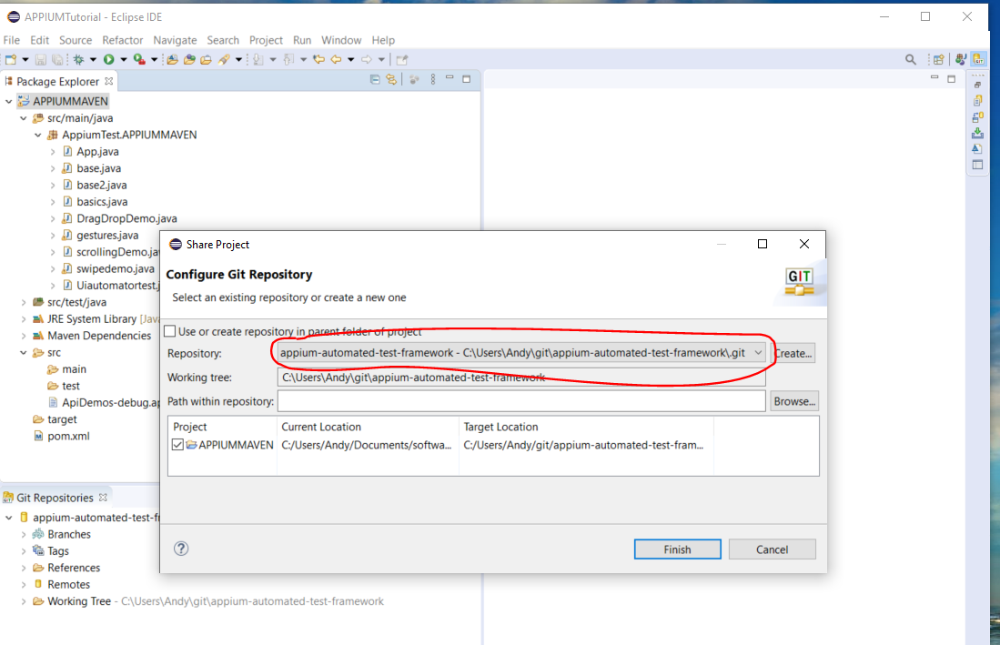 APPIUMTutorial - Eclipse IDE
File Edit Source Refactor Navigate Search Project Run Window Help
Package Explorer
APPIUMMAVEN
src/main/java
AppiumTest.APPIUMMAVEN
App.java
base.java
base2.java
basics.java
DragDropDemo.java
gestures.java
scrollingDemo.jav
swipedemo.java
Uiautomatortest.j
src/test/java
JRE System Library [Java
Maven Dependencies
src
main
test
ApiDemos-debug.ap
target
pom.xml
Share Project
Configure Git Repository
Select an existing repository or create a new one
GIT
Use or create repository in parent folder of project
Repository: appium-automated-test-framework - C:\Users\Andy\git\appium-automated-test-framework\.git Create...
Working tree: C:\Users\Andy\git\appium-automated-test-framework
Path within repository: Browse...
Project Current Location Target Location
APPIUMMAVEN C:/Users/Andy/Documents/softwa... C:/Users/Andy/git/appium-automated-test-fram...
Finish Cancel
Git Repositories
appium-automated-test-fr
Branches
Tags
References
Remotes
Working Tree - C:\Users\Andy\git\appium-automated-test-framework